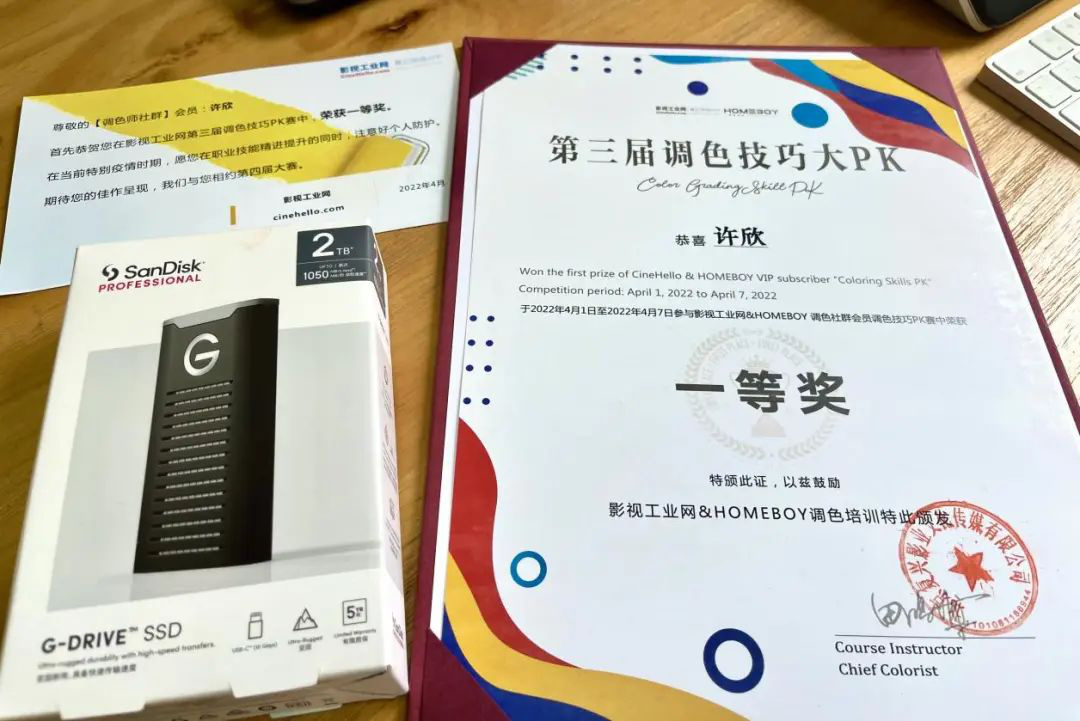 影视工业网
CineHello.com
尊敬的【调色师社群】会员：许欣
首先恭贺您在影视工业网第三届调色技巧PK赛中，荣获一等奖。
在当前特别疫情时期，愿您在职业技能精进提升的同时，注意好个人防护。
期待您的佳作呈现，我们与您相约第四届大赛。
影视工业网
2022年4月
cinehello.com
SanDisk
PROFESSIONAL
2TB*
1050
G
G-DRIVE™ SSD
Ultra-rugged durability with high-speed transfers.
USB-C™ (10 Gbps)
Ultra-Rugged
5
Limited Warranty
有限质保
影视工业网
HOMEBOY
第三届调色技巧大PK
Color Grading Skill PK
恭喜 许欣
Won the first prize of CineHello & HOMEBOY VIP subscriber "Coloring Skills PK"
Competition period: April 1, 2022 to April 7, 2022
于2022年4月1日至2022年4月7日参与影视工业网&HOMEBOY 调色社群会员调色技巧PK赛中荣获
一等奖
特颁此证，以兹鼓励
影视工业网&HOMEBOY调色培训特此颁发
Course Instructor
Chief Colorist